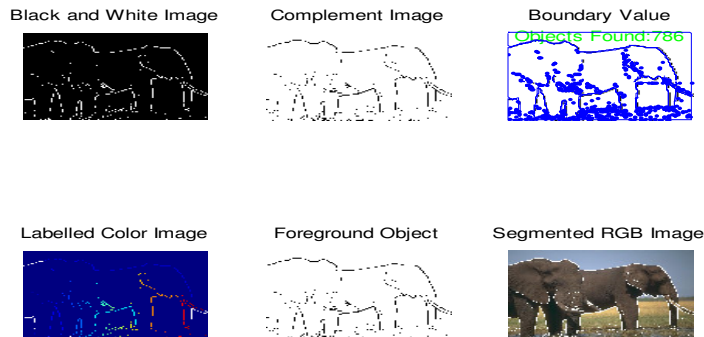 Black and White Image
Complement Image
Boundary Value
Objects Found:786
Labelled Color Image
Foreground Object
Segmented RGB Image